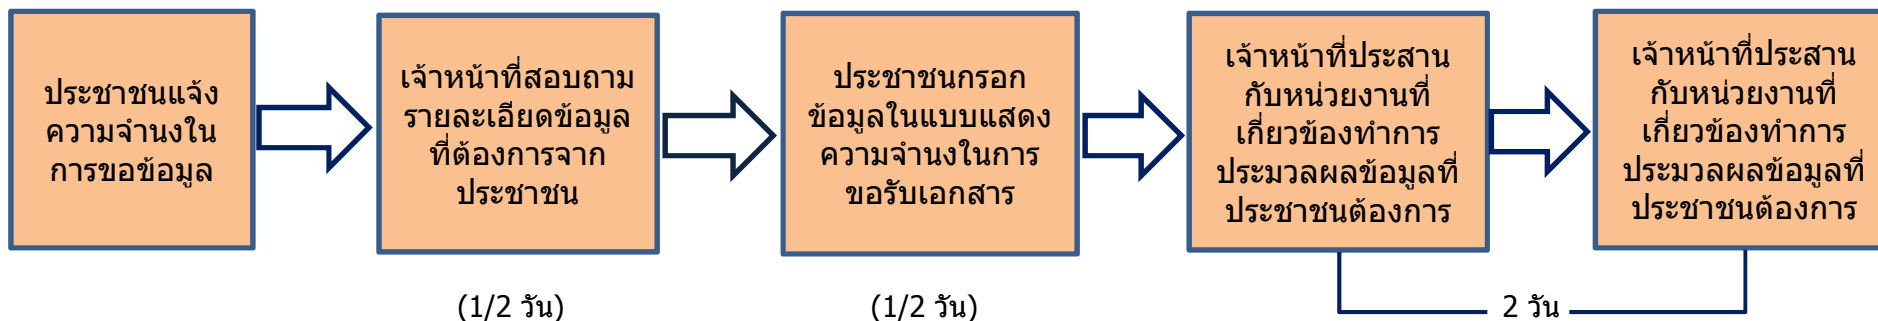 ประชาชนแจ้ง
ความจำนงใน
การขอข้อมูล
เจ้าหน้าที่สอบถาม
รายละเอียดข้อมูล
ที่ต้องการจาก
ประชาชน
ประชาชนกรอก
ข้อมูลในแบบแสดง
ความจำนงในการ
ขอรับเอกสาร
เจ้าหน้าที่ประสาน
กับหน่วยงานที่
เกี่ยวข้องทำการ
ประมวลผลข้อมูลที่
ประชาชนต้องการ
เจ้าหน้าที่ประสาน
กับหน่วยงานที่
เกี่ยวข้องทำการ
ประมวลผลข้อมูลที่
ประชาชนต้องการ
(1/2 วัน)
(1/2 วัน)
2 วัน